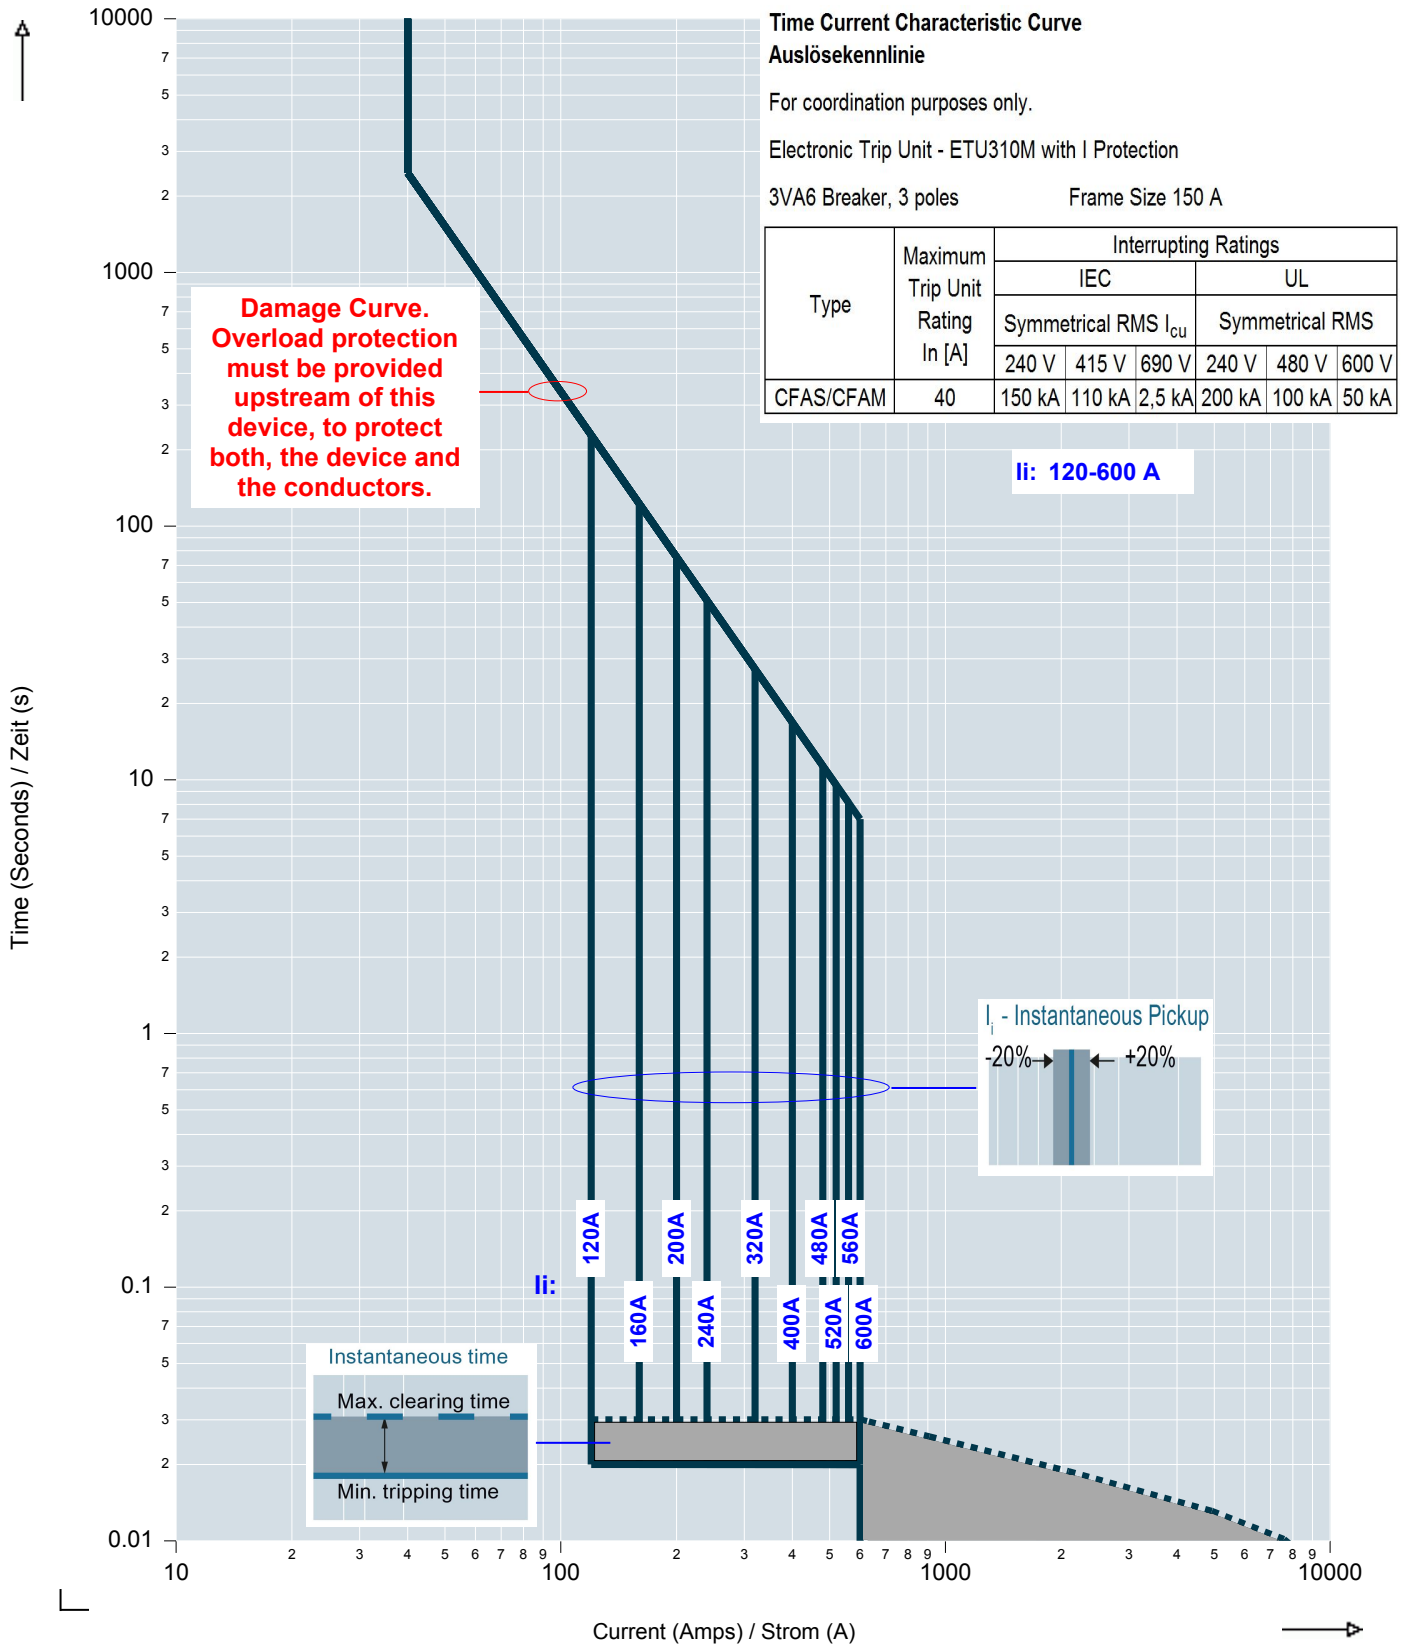 Time Current Characteristic Curve
Auslösekennlinie
For coordination purposes only.
Electronic Trip Unit - ETU310M with I Protection
3VA6 Breaker, 3 poles Frame Size 150 A
Type
Maximum
Trip Unit
Rating
In [A]
Interrupting Ratings
IEC UL
Symmetrical RMS Icu Symmetrical RMS
240 V 415 V 690 V 240 V 480 V 600 V
CFAS/CFAM 40 150 kA 110 kA 2,5 kA 200 kA 100 kA 50 kA
Ii: 120-600 A
Damage Curve.
Overload protection
must be provided
upstream of this
device, to protect
both, the device and
the conductors.
Ii - Instantaneous Pickup
-20% +20%
Ii:
120A
160A
200A
240A
320A
400A
480A
520A
560A
600A
Instantaneous time
Max. clearing time
Min. tripping time
Time (Seconds) / Zeit (s)
10000
7
5
3
2
1000
7
5
3
2
100
7
5
3
2
10
7
5
3
2
1
7
5
3
2
0.1
7
5
3
2
0.01
2 3 4 5 6 7 8 9 2 3 4 5 6 7 8 9 2 3 4 5 6 7 8 9
10 100 1000 10000
Current (Amps) / Strom (A)